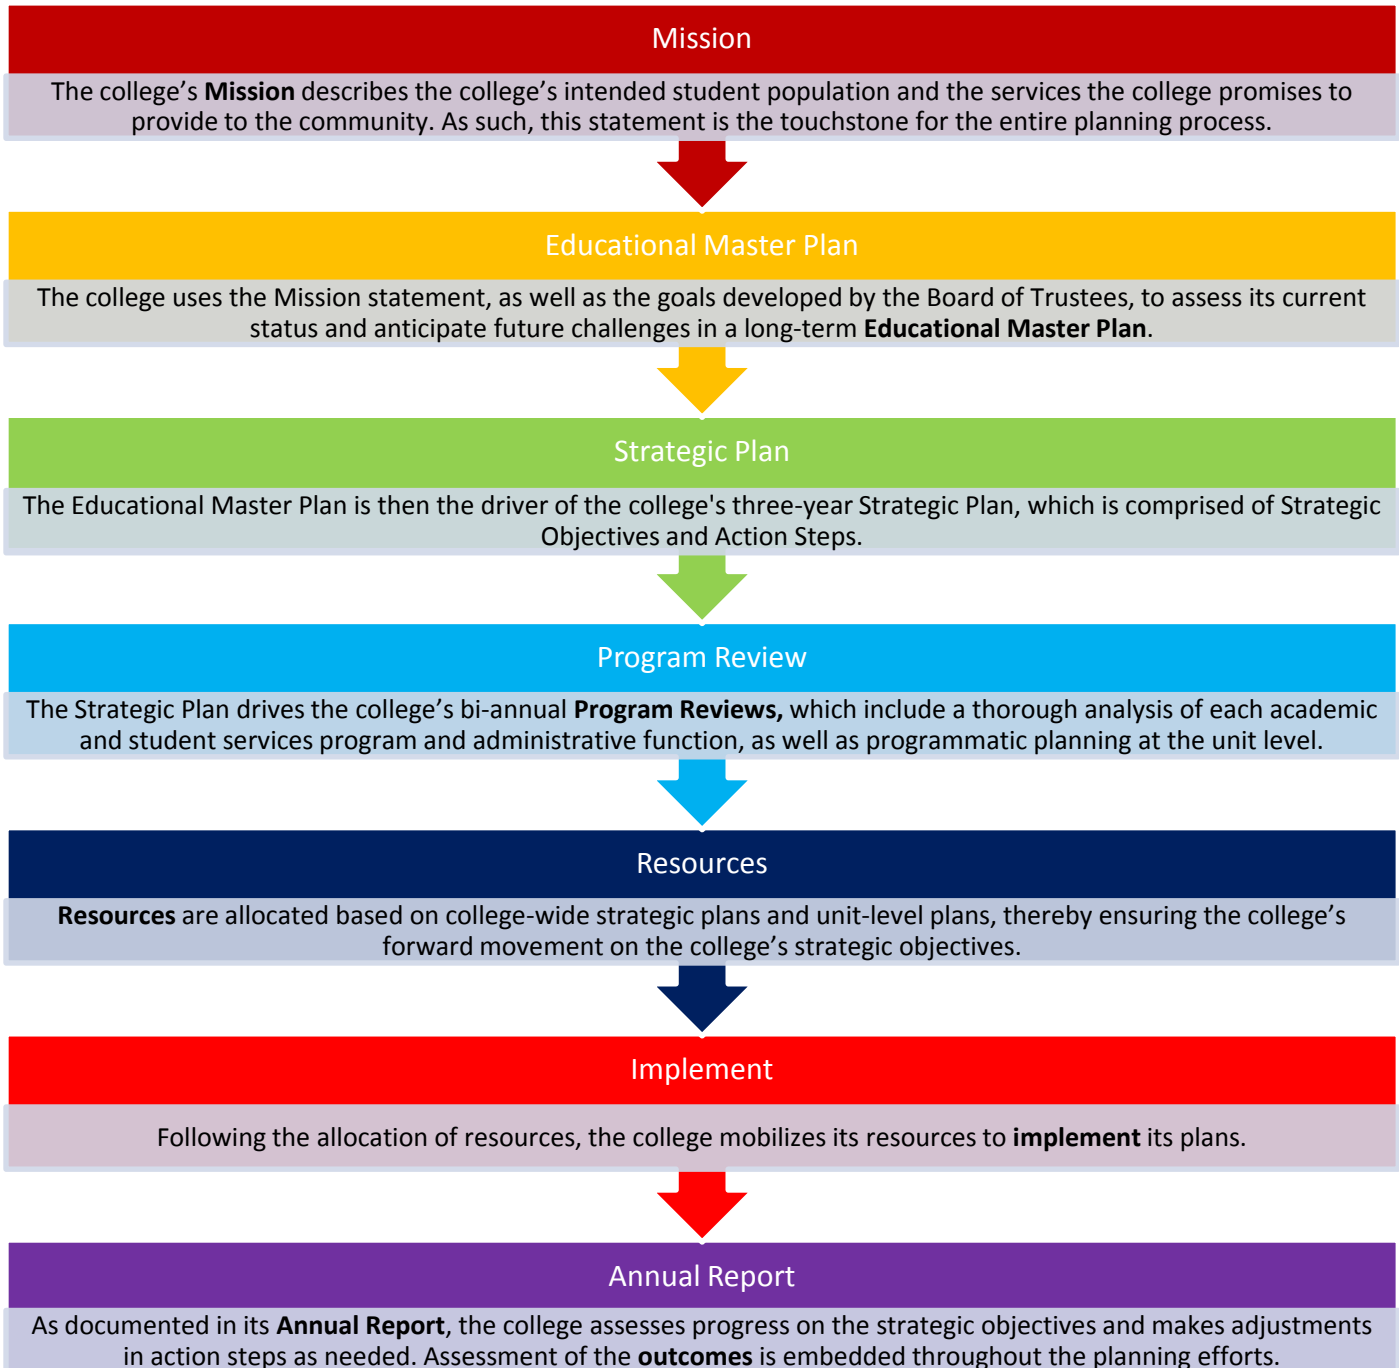 Mission
The college’s Mission describes the college’s intended student population and the services the college promises to
provide to the community. As such, this statement is the touchstone for the entire planning process.
Educational Master Plan
The college uses the Mission statement, as well as the goals developed by the Board of Trustees, to assess its current
status and anticipate future challenges in a long-term Educational Master Plan.
Strategic Plan
The Educational Master Plan is then the driver of the college's three-year Strategic Plan, which is comprised of Strategic
Objectives and Action Steps.
Program Review
The Strategic Plan drives the college’s bi-annual Program Reviews, which include a thorough analysis of each academic
and student services program and administrative function, as well as programmatic planning at the unit level.
Resources
Resources are allocated based on college-wide strategic plans and unit-level plans, thereby ensuring the college’s
forward movement on the college’s strategic objectives.
Implement
Following the allocation of resources, the college mobilizes its resources to implement its plans.
Annual Report
As documented in its Annual Report, the college assesses progress on the strategic objectives and makes adjustments
in action steps as needed. Assessment of the outcomes is embedded throughout the planning efforts.